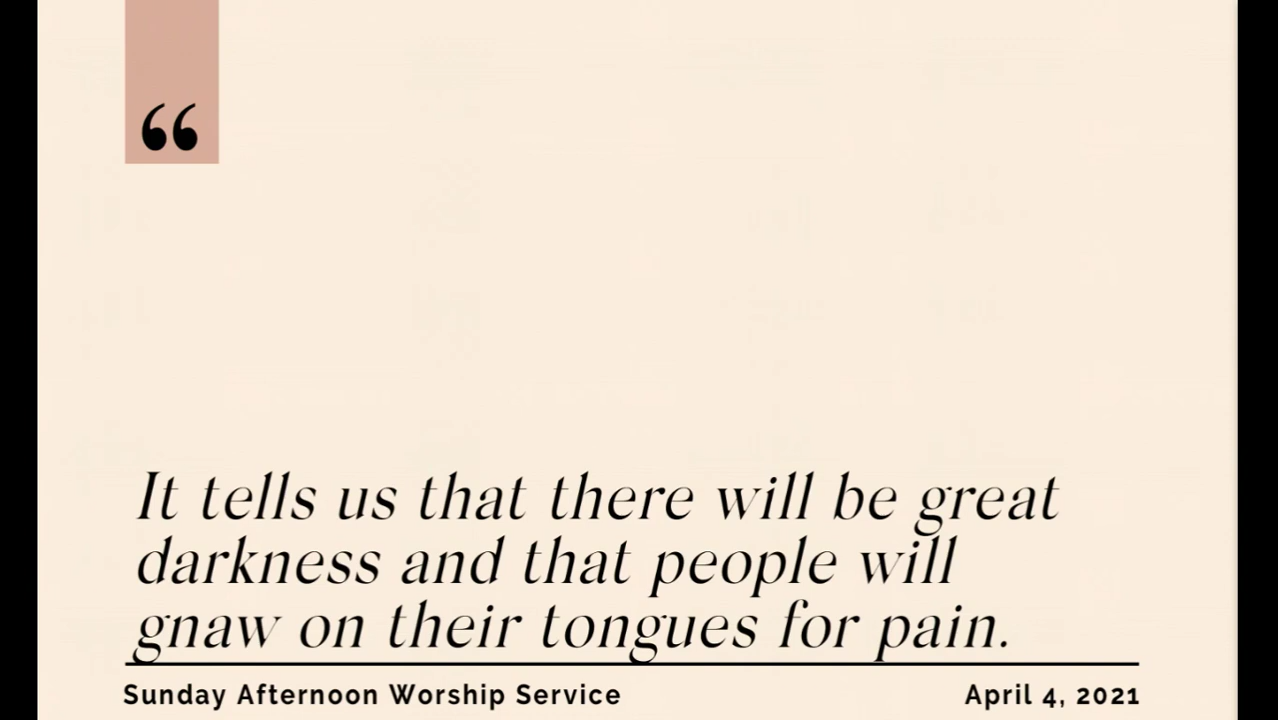 “
It tells us that there will be great
darkness and that people will
gnaw on their tongues for pain.
Sunday Afternoon Worship Service
April 4, 2021